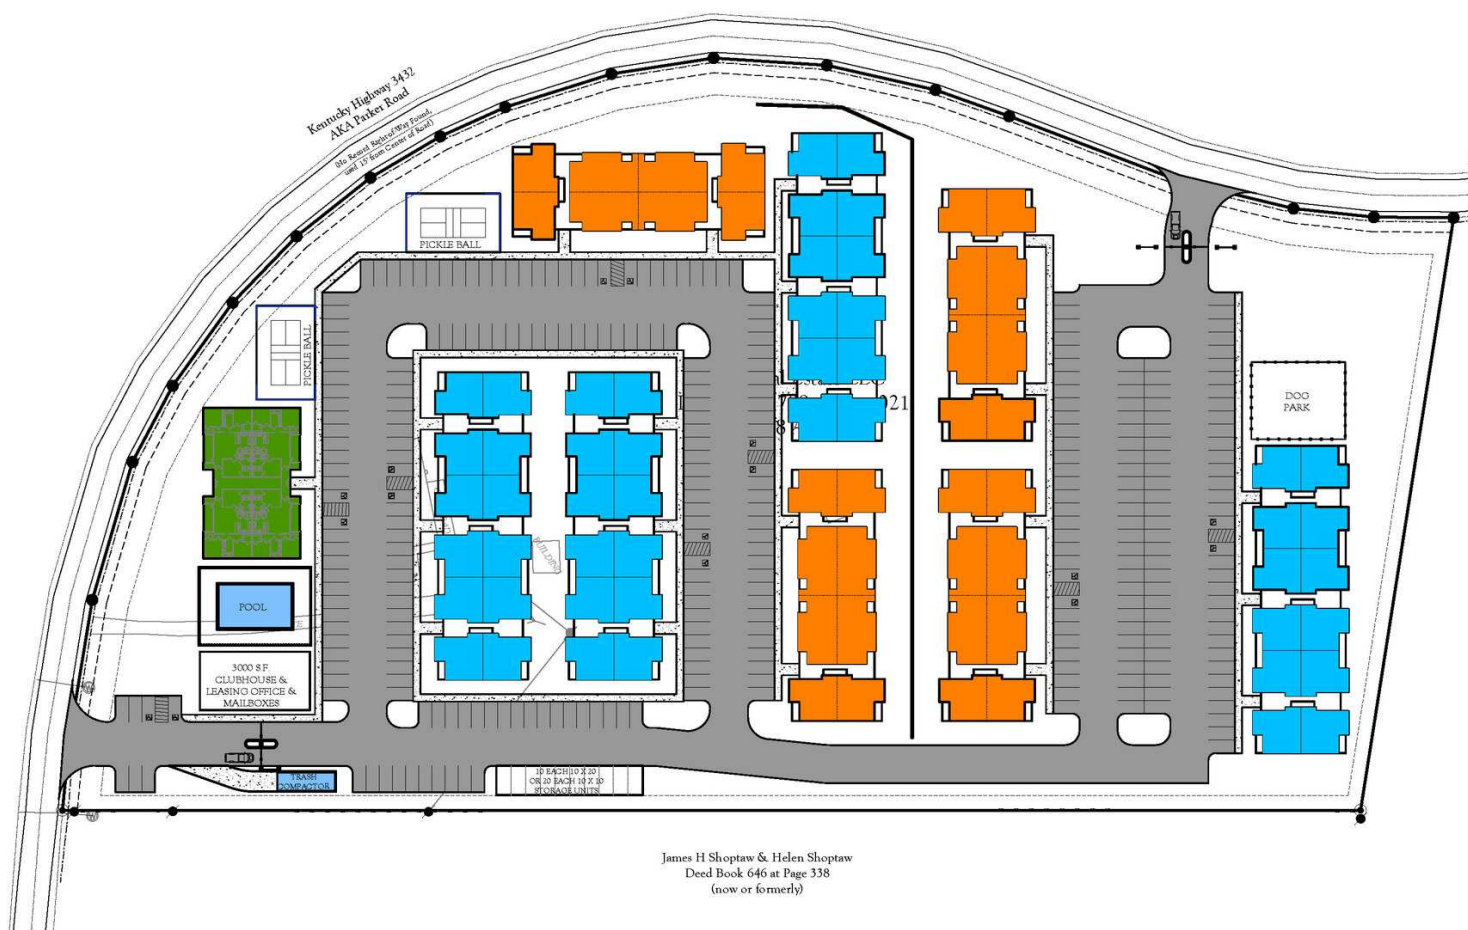 Kentucky Highway 3432
AKA Parker Road
(No Record Right of Way Found,
used 15' from Center of Road)
PICKLE BALL
PICKLE BALL
921
DOG
PARK
BUILDING
POOL
3000 S.F.
CLUBHOUSE &
LEASING OFFICE &
MAILBOXES
TRASH
COMPACTOR
10 EACH 10 X 20
OR 20 EACH 10 X 10
STORAGE UNITS
James H Shoptaw & Helen Shoptaw
Deed Book 646 at Page 338
(now or formerly)